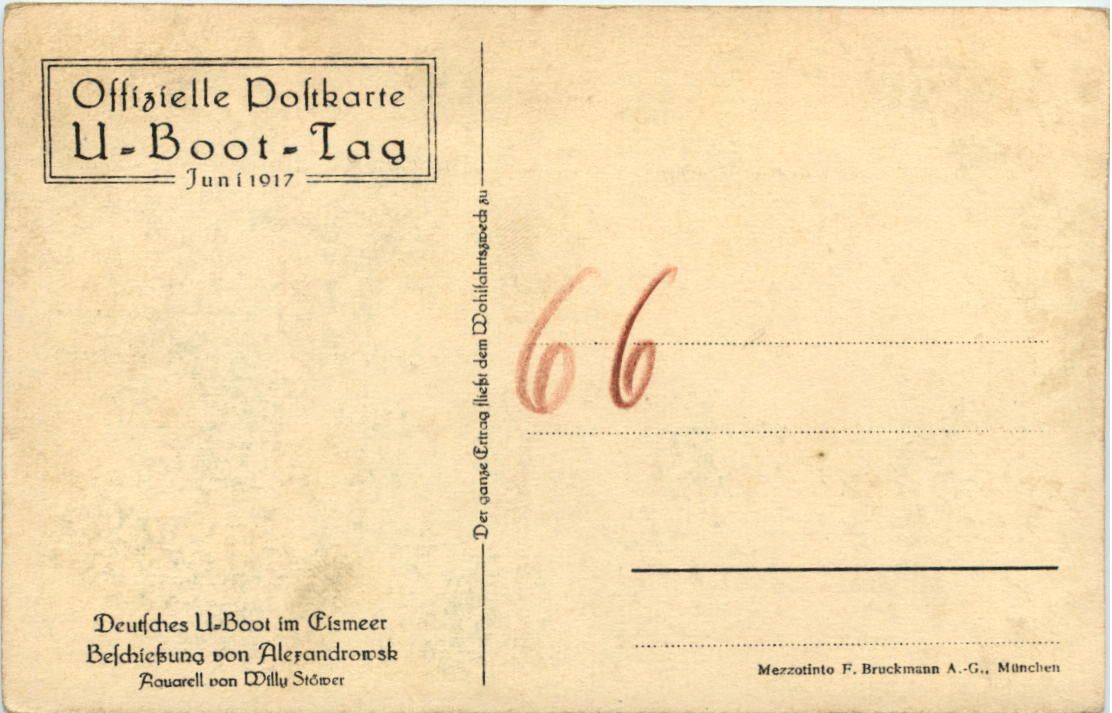 Offizielle Poſtkarte
U-Boot-Tag
Juni 1917
Deutſches U-Boot im Eismeer
Beſchießung von Alexandrowsk
Aquarell von Willy Stöwer
Der ganze Ertrag fließt dem Wohlfahrtszweck zu
66
Mezzotinto F. Bruckmann A.-G., München